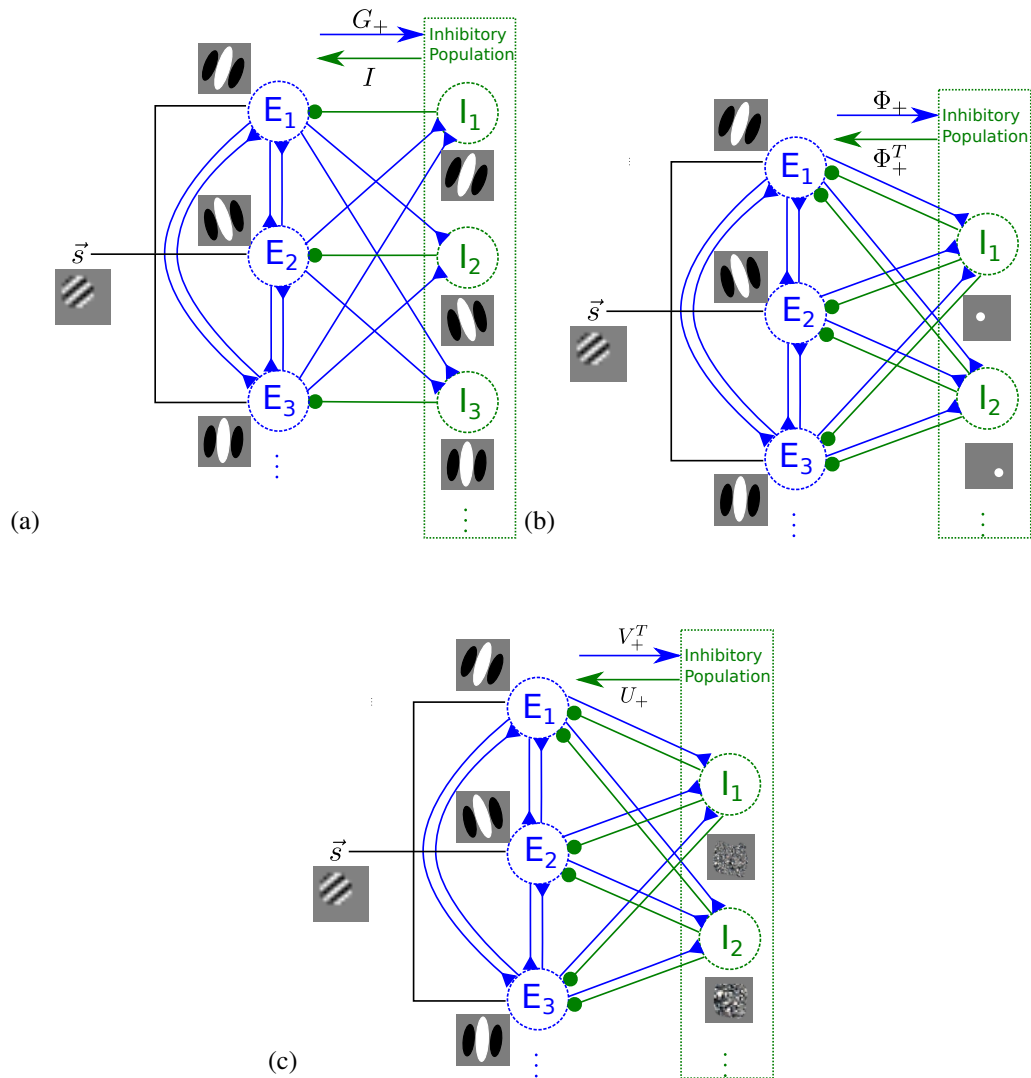 G₊
Inhibitory
Population
I
E₁
I₁
E₂
I₂
s⃗
E₃
I₃
(a)
Φ₊
Inhibitory
Population
Φ₊ᵀ
E₁
I₁
E₂
s⃗
I₂
E₃
(b)
V₊ᵀ
Inhibitory
Population
U₊
E₁
I₁
E₂
s⃗
I₂
E₃
(c)